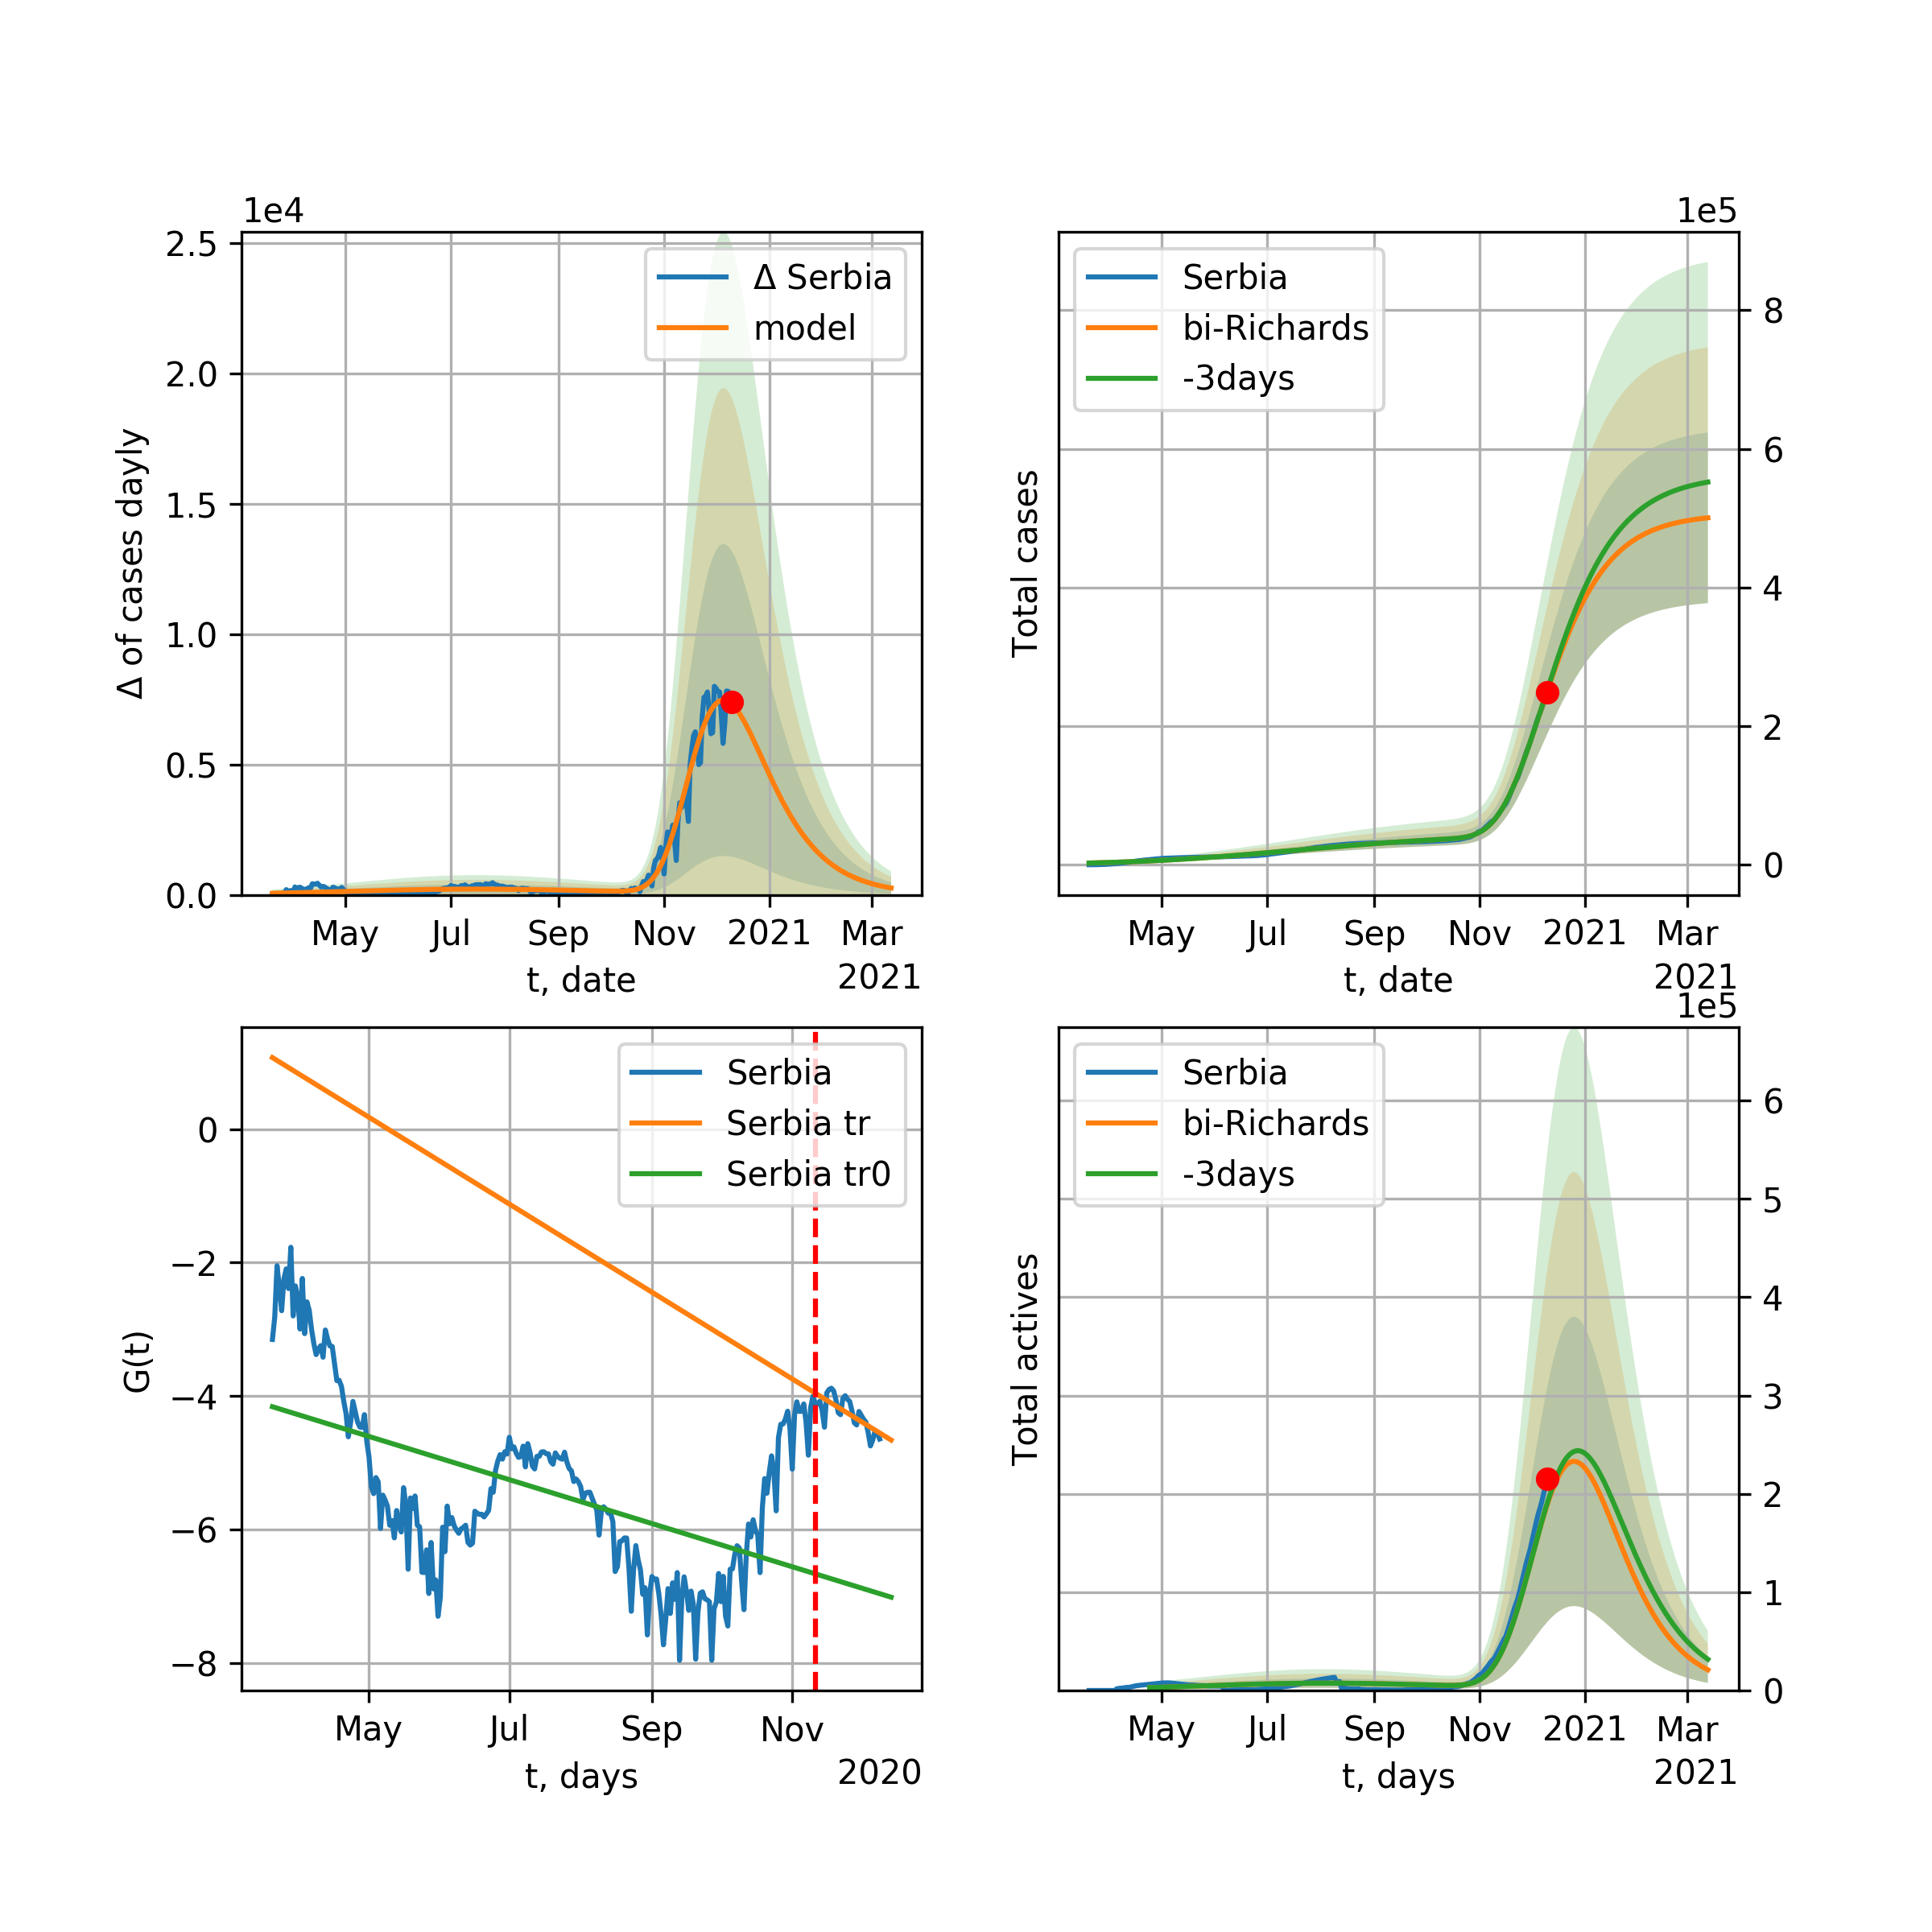 1e4
2.5
2.0
1.5
1.0
0.5
0.0
Δ of cases dayly
Δ Serbia
model
May Jul Sep Nov 2021 Mar
t, date
2021
1e5
Total cases
Serbia
bi-Richards
-3days
8
6
4
2
0
May Jul Sep Nov 2021 Mar
t, date
2021
0
−2
−4
−6
−8
G(t)
Serbia
Serbia tr
Serbia tr0
May Jul Sep Nov
t, days
2020
1e5
Total actives
Serbia
bi-Richards
-3days
6
5
4
3
2
1
0
May Jul Sep Nov 2021 Mar
t, days
2021